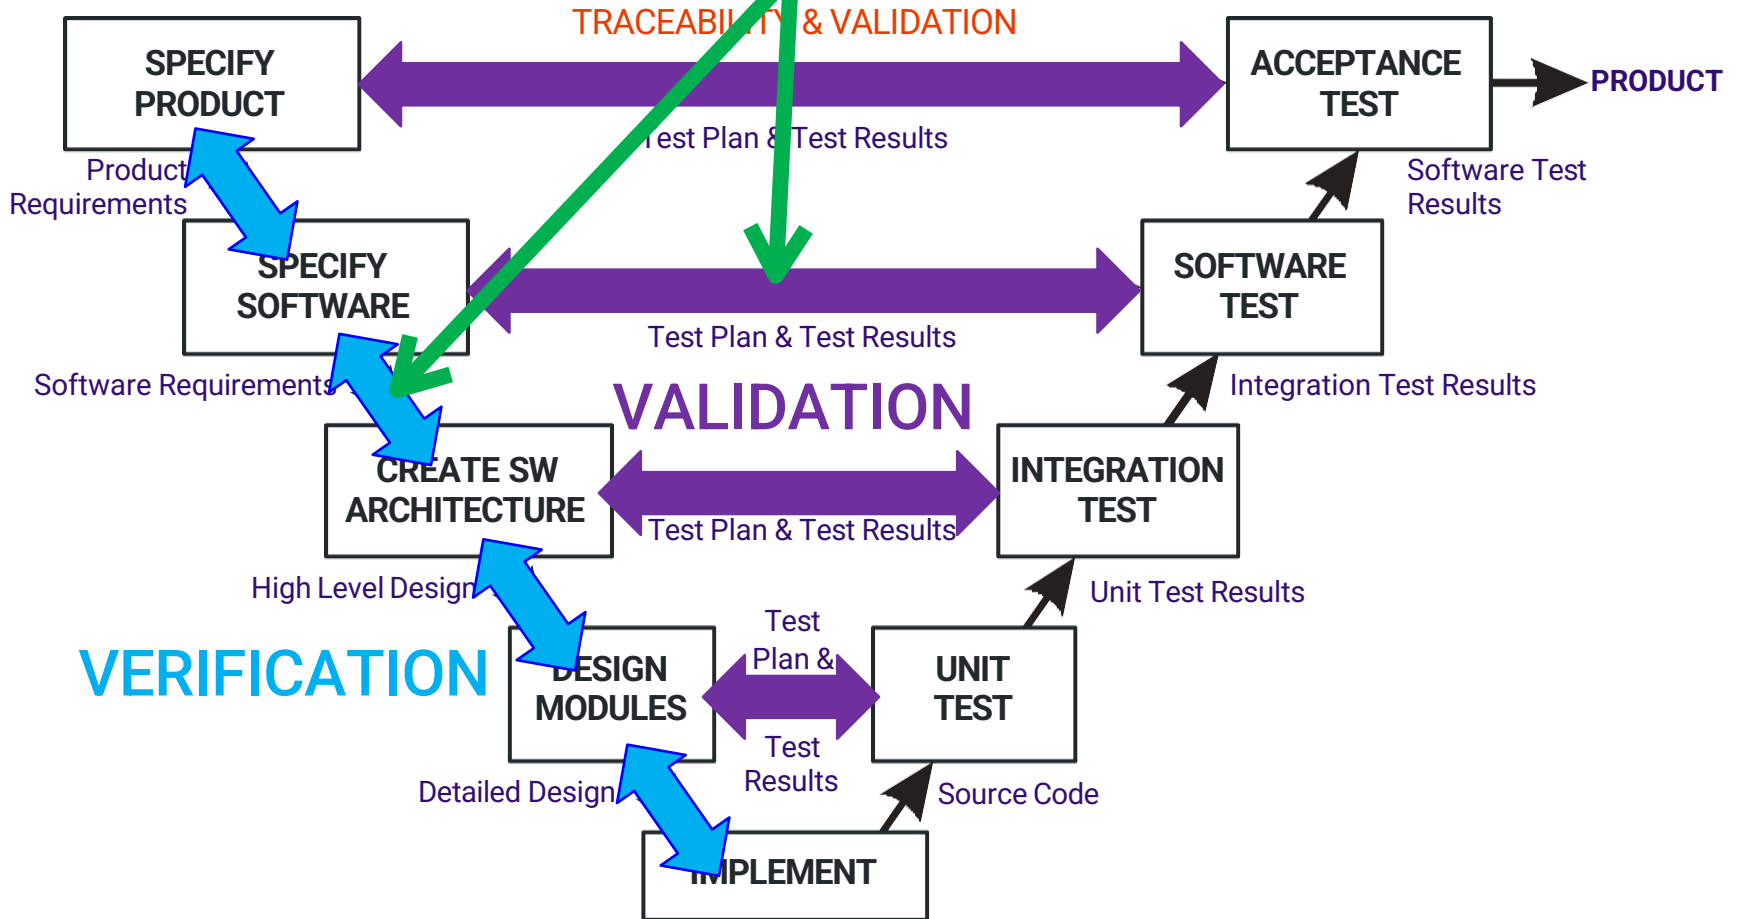 TRACEABILITY & VALIDATION
SPECIFY
PRODUCT
ACCEPTANCE
TEST
PRODUCT
Test Plan & Test Results
Product
Requirements
Software Test
Results
SPECIFY
SOFTWARE
SOFTWARE
TEST
Test Plan & Test Results
Software Requirements
VALIDATION
Integration Test Results
CREATE SW
ARCHITECTURE
INTEGRATION
TEST
Test Plan & Test Results
High Level Design
Unit Test Results
VERIFICATION
DESIGN
MODULES
Test
Plan &
Test
Results
UNIT
TEST
Detailed Design
Source Code
IMPLEMENT